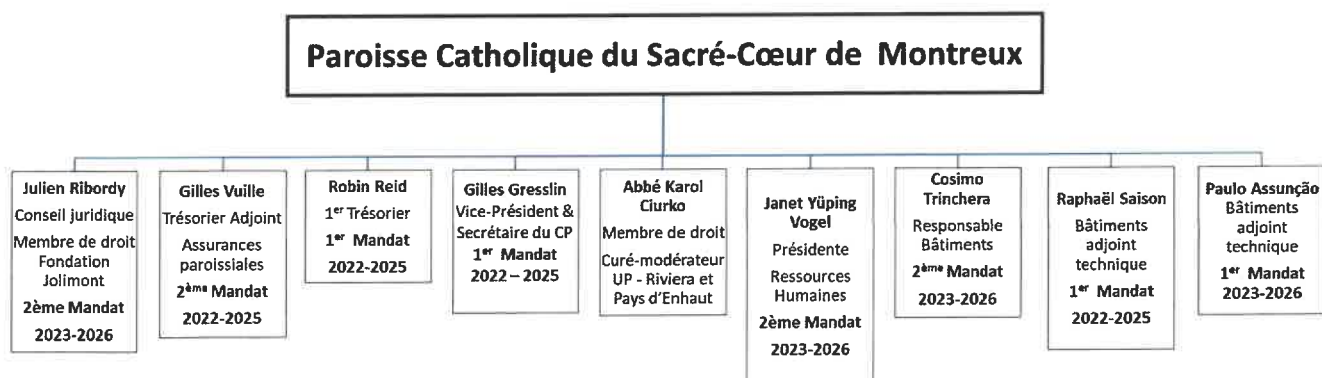 Paroisse Catholique du Sacré-Cœur de Montreux
Julien Ribordy
Conseil juridique
Membre de droit
Fondation
Jolimont
2ème Mandat
2023-2026
Gilles Vuille
Trésorier Adjoint
Assurances
paroissiales
2ème Mandat
2022-2025
Robin Reid
1er Trésorier
1er Mandat
2022-2025
Gilles Gresslin
Vice-Président &
Secrétaire du CP
1er Mandat
2022 – 2025
Abbé Karol
Ciurko
Membre de droit
Curé-modérateur
UP - Riviera et
Pays d'Enhaut
Janet Yüping
Vogel
Présidente
Ressources
Humaines
2ème Mandat
2023-2026
Cosimo
Trinchera
Responsable
Bâtiments
2ème Mandat
2023-2026
Raphaël Saison
Bâtiments
adjoint
technique
1er Mandat
2022-2025
Paulo Assunção
Bâtiments
adjoint
technique
1er Mandat
2023-2026